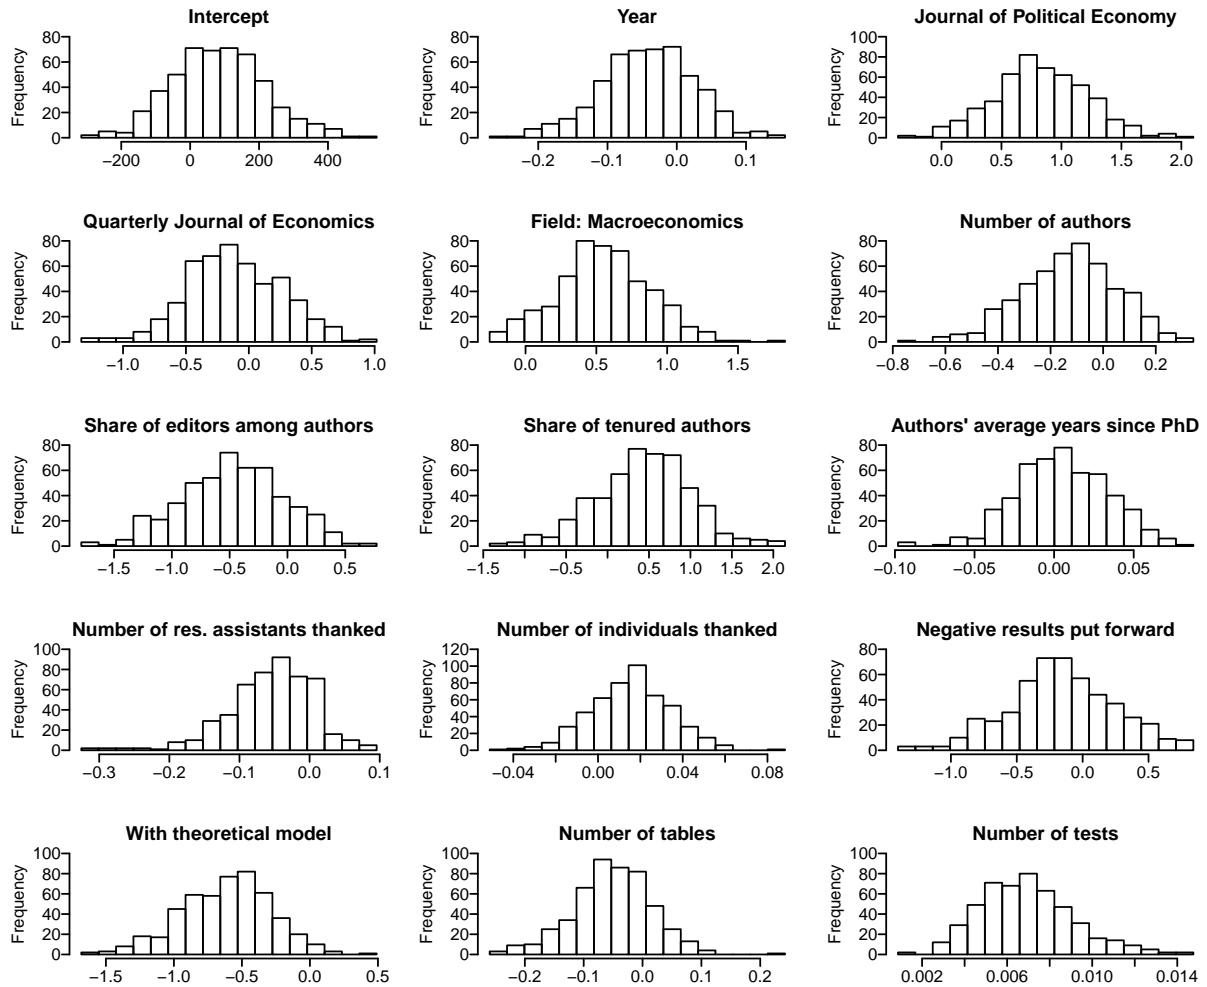 Intercept
Frequency
80
60
40
20
0
−200 0 200 400
Year
Frequency
80
60
40
20
0
−0.2 −0.1 0.0 0.1
Journal of Political Economy
Frequency
100
80
60
40
20
0
0.0 0.5 1.0 1.5 2.0
Quarterly Journal of Economics
Frequency
80
60
40
20
0
−1.0 −0.5 0.0 0.5 1.0
Field: Macroeconomics
Frequency
80
60
40
20
0
0.0 0.5 1.0 1.5
Number of authors
Frequency
80
60
40
20
0
−0.8 −0.6 −0.4 −0.2 0.0 0.2
Share of editors among authors
Frequency
80
60
40
20
0
−1.5 −1.0 −0.5 0.0 0.5
Share of tenured authors
Frequency
80
60
40
20
0
−1.5 −0.5 0.5 1.0 1.5 2.0
Authors' average years since PhD
Frequency
80
60
40
20
0
−0.10 −0.05 0.00 0.05
Number of res. assistants thanked
Frequency
100
80
60
40
20
0
−0.3 −0.2 −0.1 0.0 0.1
Number of individuals thanked
Frequency
120
100
80
60
40
20
0
−0.04 0.00 0.04 0.08
Negative results put forward
Frequency
80
60
40
20
0
−1.0 −0.5 0.0 0.5
With theoretical model
Frequency
100
80
60
40
20
0
−1.5 −1.0 −0.5 0.0 0.5
Number of tables
Frequency
100
80
60
40
20
0
−0.2 −0.1 0.0 0.1 0.2
Number of tests
Frequency
100
80
60
40
20
0
0.002 0.006 0.010 0.014